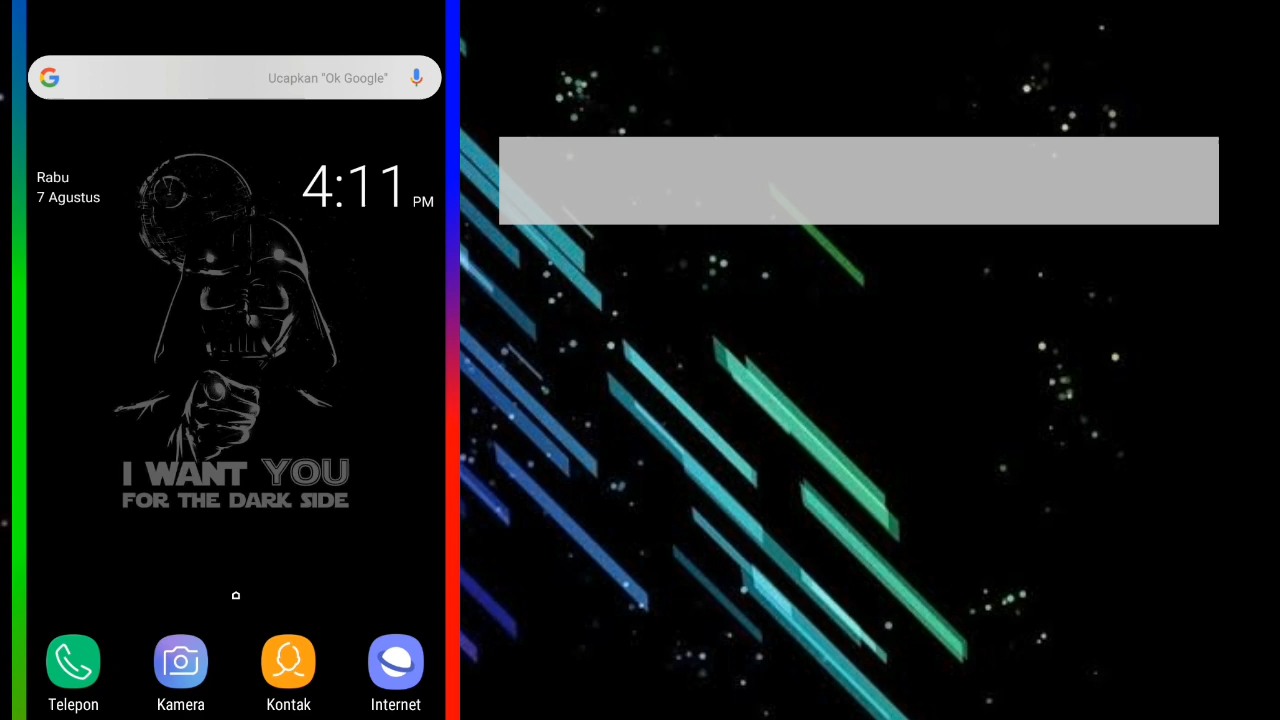 Ucapkan "Ok Google"
Rabu
7 Agustus
4:11 PM
I WANT YOU
FOR THE DARK SIDE
Telepon
Kamera
Kontak
Internet